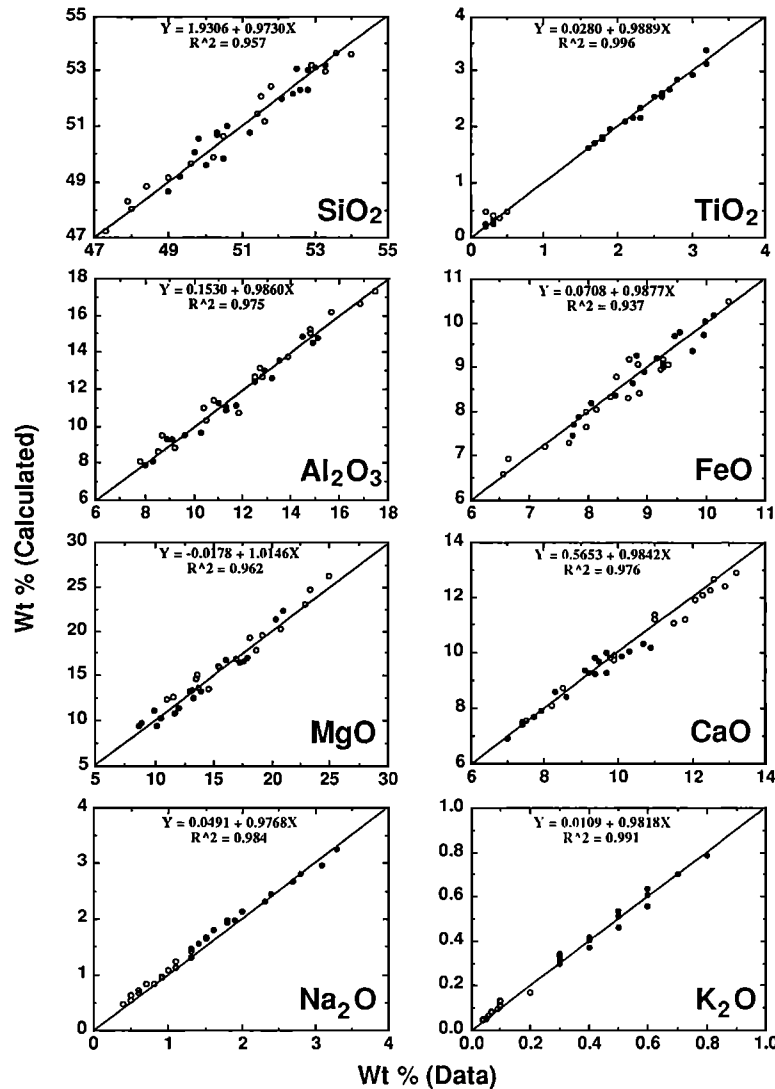 Y = 1.9306 + 0.9730X
R^2 = 0.957
55
53
51
49
47
SiO2
47 49 51 53 55
Y = 0.0280 + 0.9889X
R^2 = 0.996
4
3
2
1
0
TiO2
0 1 2 3 4
Y = 0.1530 + 0.9860X
R^2 = 0.975
18
16
14
12
10
8
6
Al2O3
6 8 10 12 14 16 18
Y = 0.0708 + 0.9877X
R^2 = 0.937
11
10
9
8
7
6
FeO
6 7 8 9 10 11
Wt % (Calculated)
Y = -0.0178 + 1.0146X
R^2 = 0.962
30
25
20
15
10
5
MgO
5 10 15 20 25 30
Y = 0.5653 + 0.9842X
R^2 = 0.976
14
12
10
8
6
CaO
6 8 10 12 14
Y = 0.0491 + 0.9768X
R^2 = 0.984
4
3
2
1
0
Na2O
0 1 2 3 4
Y = 0.0109 + 0.9818X
R^2 = 0.991
1.0
0.8
0.6
0.4
0.2
0.0
K2O
0.0 0.2 0.4 0.6 0.8 1.0
Wt % (Data)